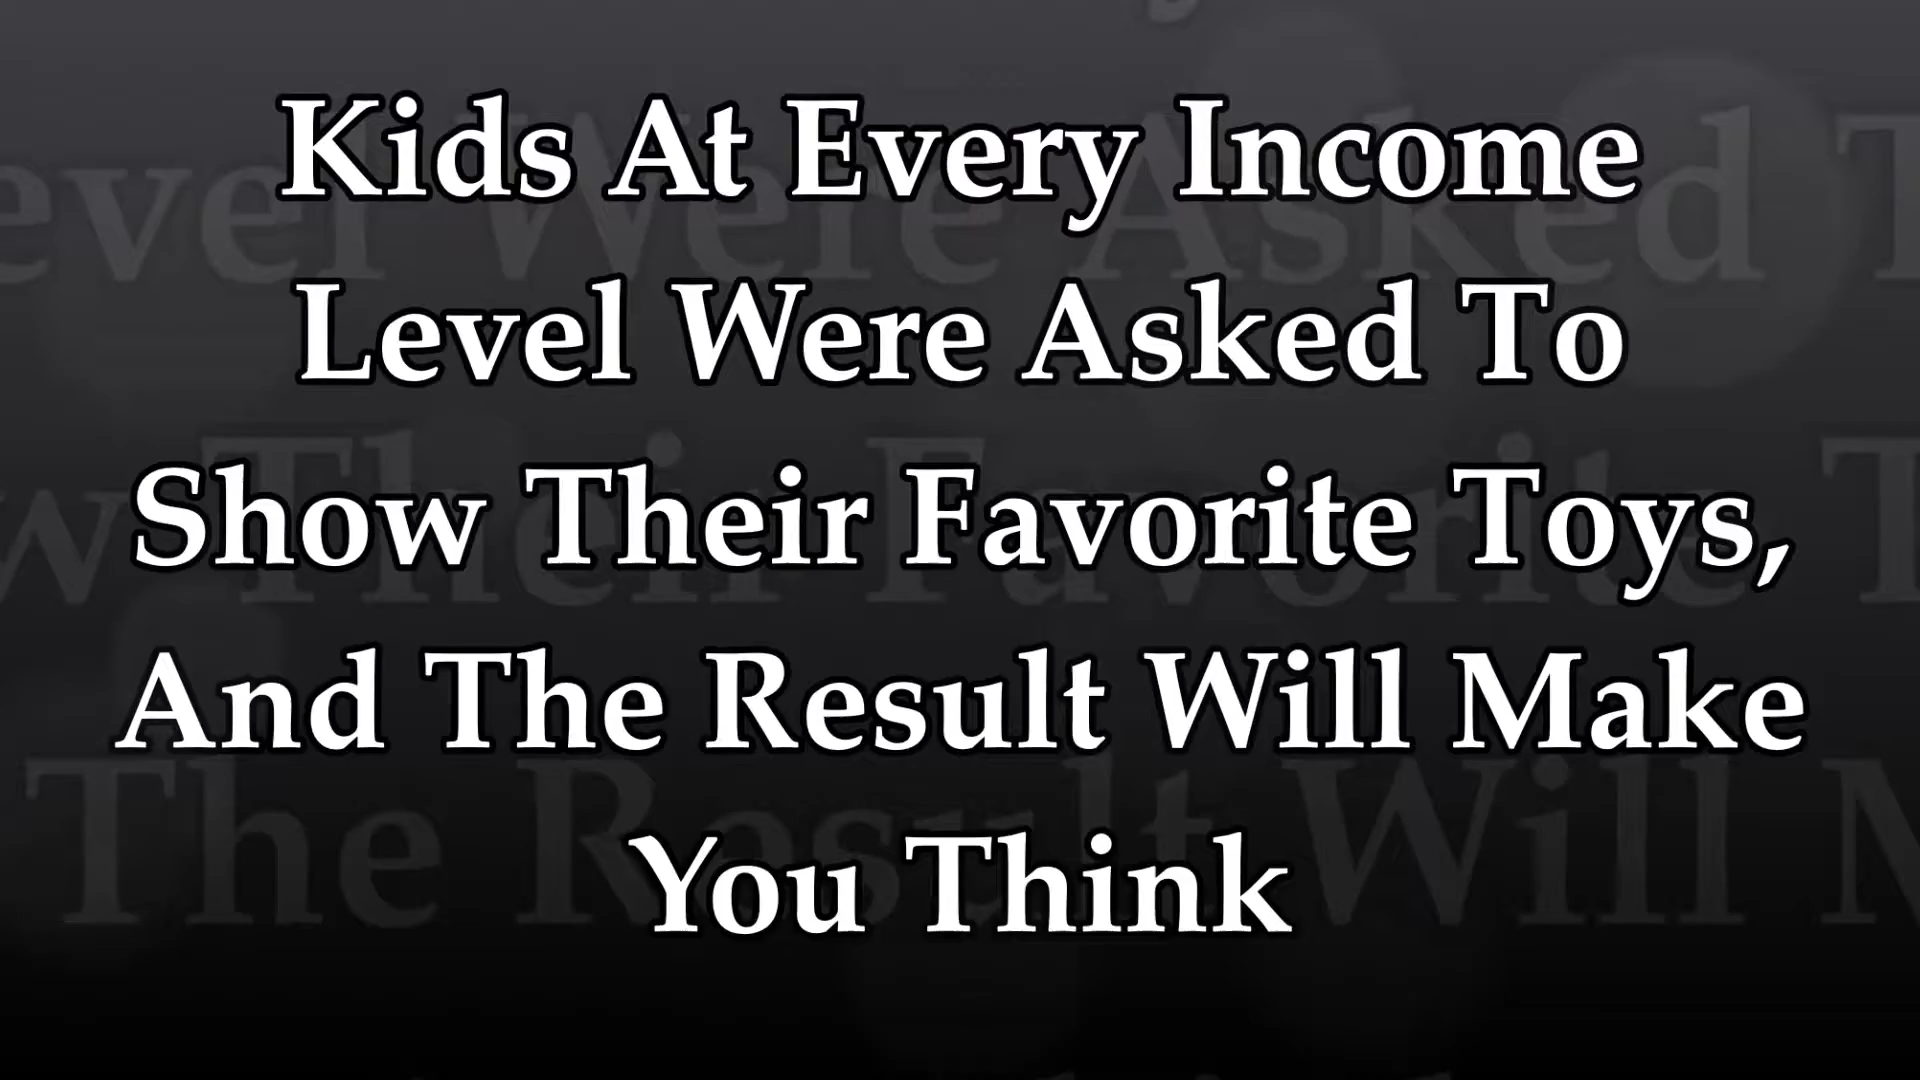 Kids At Every Income
Level Were Asked To
Show Their Favorite Toys,
And The Result Will Make
You Think